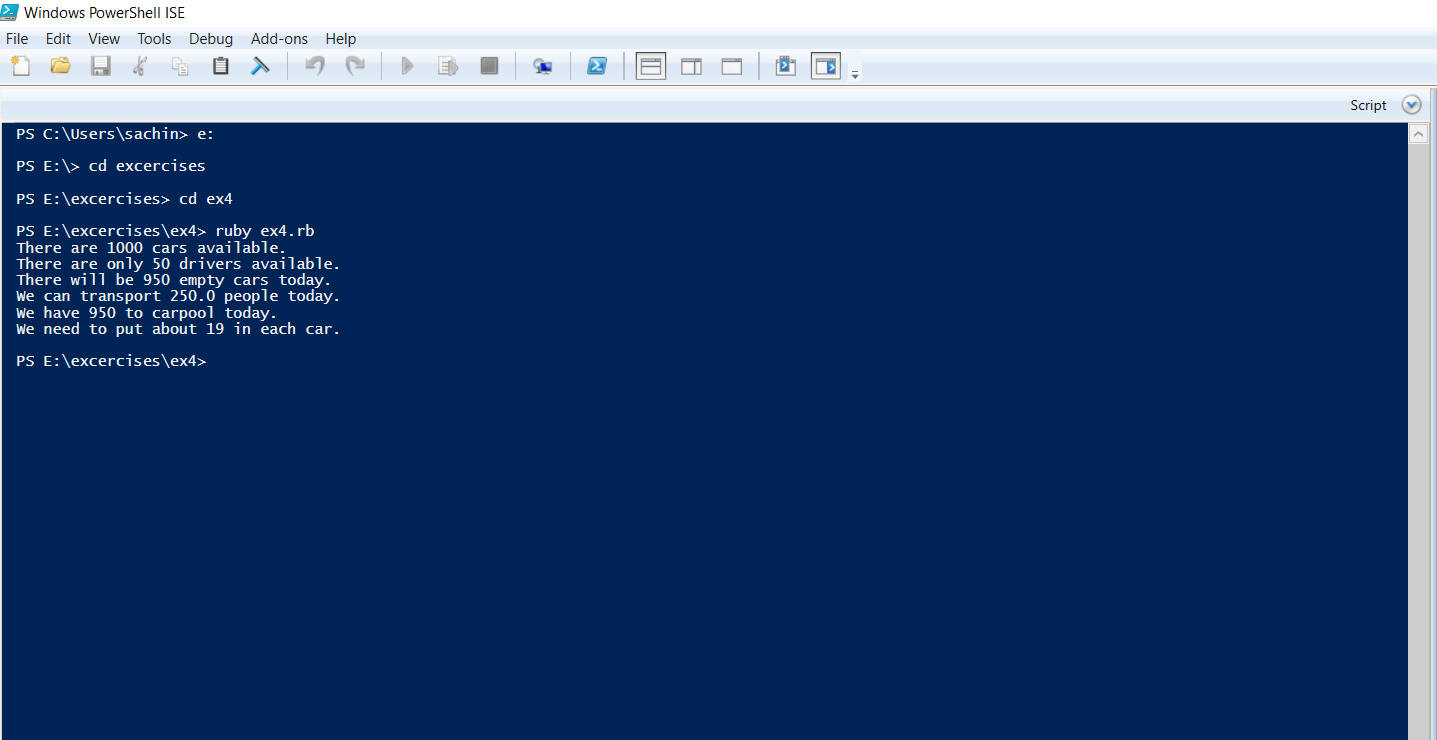 Windows PowerShell ISE
File Edit View Tools Debug Add-ons Help
Script
PS C:\Users\sachin> e:
PS E:\> cd excercises
PS E:\excercises> cd ex4
PS E:\excercises\ex4> ruby ex4.rb
There are 1000 cars available.
There are only 50 drivers available.
There will be 950 empty cars today.
We can transport 250.0 people today.
We have 950 to carpool today.
We need to put about 19 in each car.
PS E:\excercises\ex4>